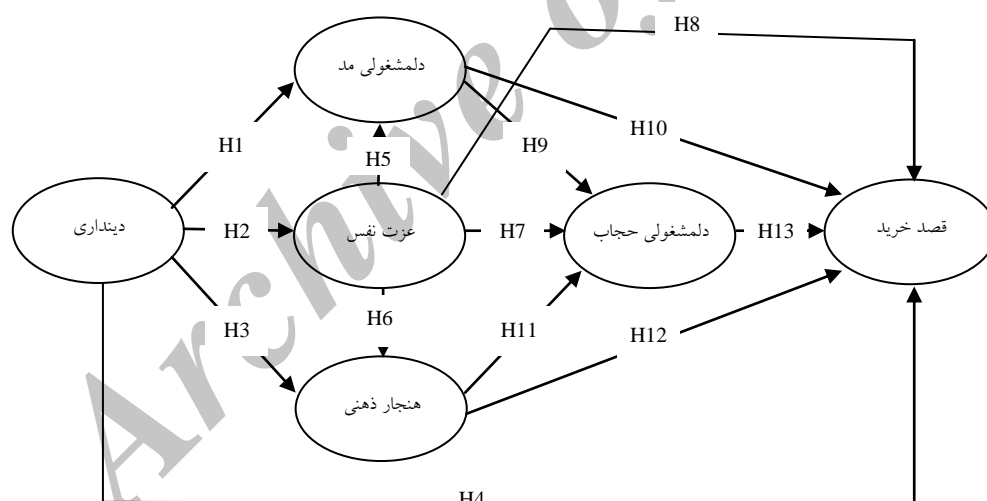 H8
دلمشغولی مد
H10
H1
H9
H5
دینداری
H2
عزت نفس
H7
دلمشغولی حجاب
H13
قصد خرید
H3
H6
H11
H12
هنجار ذهنی
H4
Archive o